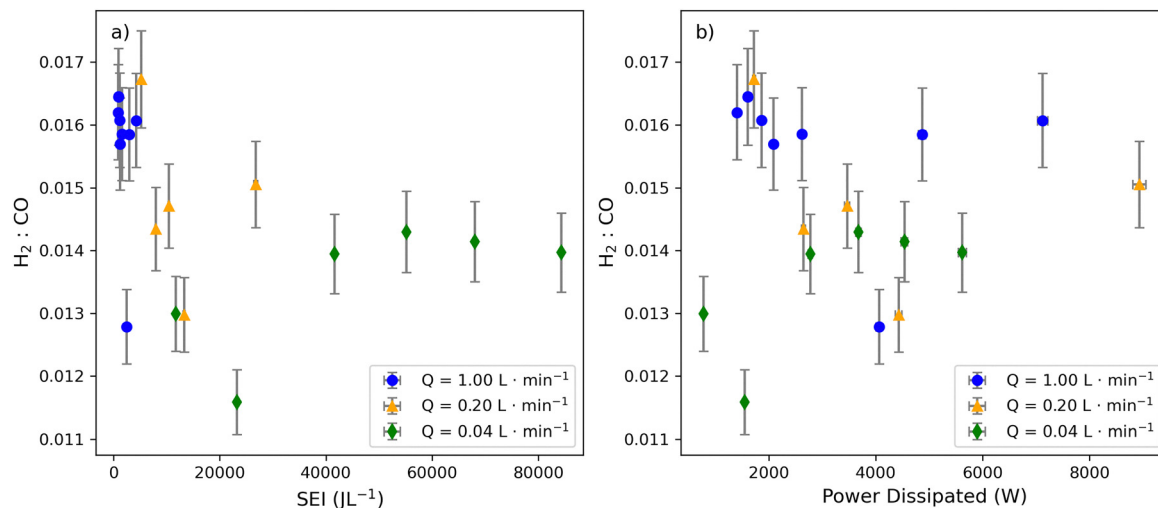 a)
0.017
0.016
0.015
0.014
0.013
0.012
0.011
H₂ : CO
0
20000
40000
60000
80000
SEI (JL⁻¹)
Q = 1.00 L · min⁻¹
Q = 0.20 L · min⁻¹
Q = 0.04 L · min⁻¹
b)
0.017
0.016
0.015
0.014
0.013
0.012
0.011
H₂ : CO
2000
4000
6000
8000
Power Dissipated (W)
Q = 1.00 L · min⁻¹
Q = 0.20 L · min⁻¹
Q = 0.04 L · min⁻¹